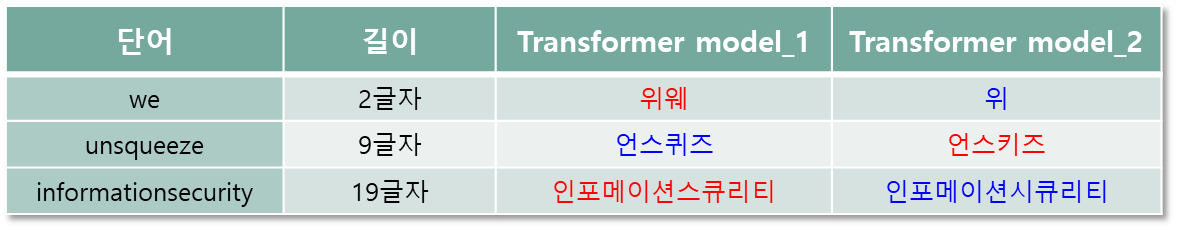 단어 길이 Transformer model_1 Transformer model_2
we 2글자 위웨 위
unsqueeze 9글자 언스퀴즈 언스키즈
informationsecurity 19글자 인포메이션스큐리티 인포메이션시큐리티